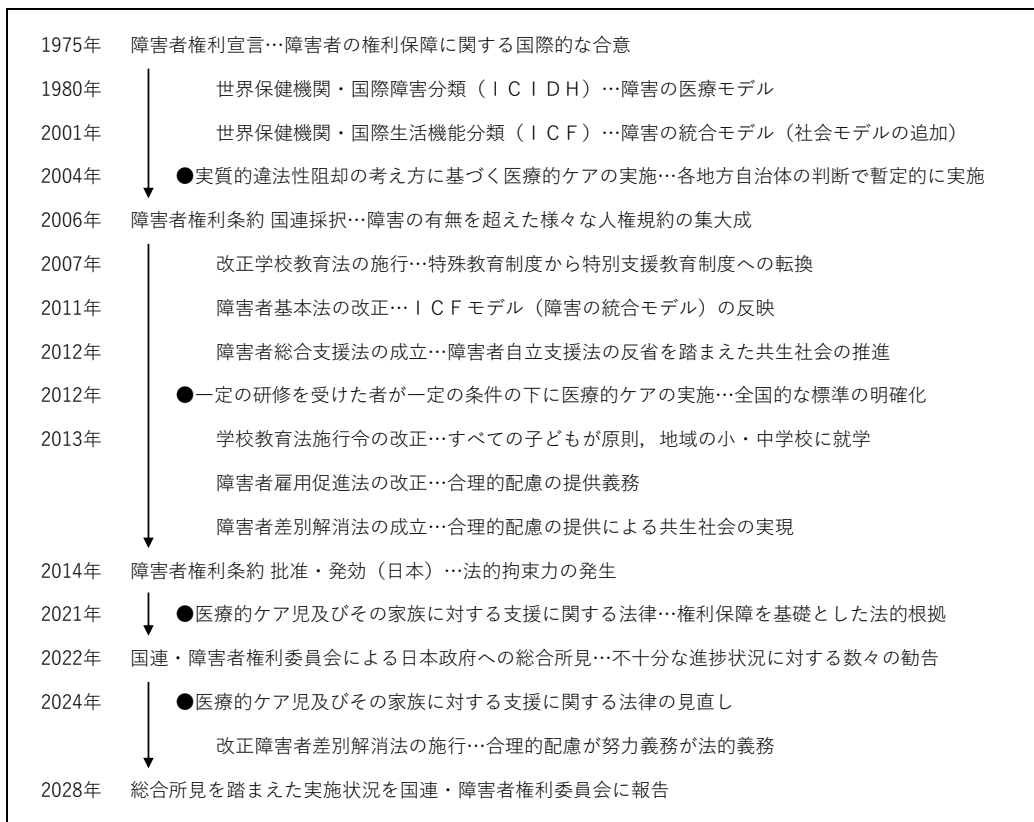 1975年 障害者権利宣言…障害者の権利保障に関する国際的な合意
1980年 世界保健機関・国際障害分類（ＩＣＩＤＨ）…障害の医療モデル
2001年 世界保健機関・国際生活機能分類（ＩＣＦ）…障害の統合モデル（社会モデルの追加）
2004年 ●実質的違法性阻却の考え方に基づく医療的ケアの実施…各地方自治体の判断で暫定的に実施
2006年 障害者権利条約 国連採択…障害の有無を超えた様々な人権規約の集大成
2007年 改正学校教育法の施行…特殊教育制度から特別支援教育制度への転換
2011年 障害者基本法の改正…ＩＣＦモデル（障害の統合モデル）の反映
2012年 障害者総合支援法の成立…障害者自立支援法の反省を踏まえた共生社会の推進
2012年 ●一定の研修を受けた者が一定の条件の下に医療的ケアの実施…全国的な標準の明確化
2013年 学校教育法施行令の改正…すべての子どもが原則，地域の小・中学校に就学
障害者雇用促進法の改正…合理的配慮の提供義務
障害者差別解消法の成立…合理的配慮の提供による共生社会の実現
2014年 障害者権利条約 批准・発効（日本）…法的拘束力の発生
2021年 ●医療的ケア児及びその家族に対する支援に関する法律…権利保障を基礎とした法的根拠
2022年 国連・障害者権利委員会による日本政府への総合所見…不十分な進捗状況に対する数々の勧告
2024年 ●医療的ケア児及びその家族に対する支援に関する法律の見直し
改正障害者差別解消法の施行…合理的配慮が努力義務が法的義務
2028年 総合所見を踏まえた実施状況を国連・障害者権利委員会に報告